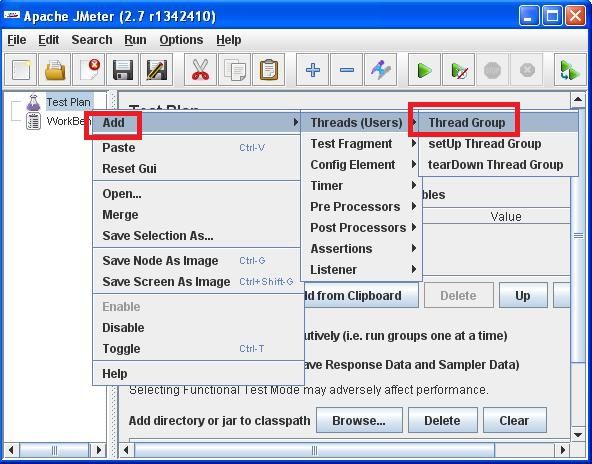 Apache JMeter (2.7 r1342410)
File Edit Search Run Options Help
STOP
Test Plan
WorkBen
Test Plan
Add
Paste Ctrl-V
Reset Gui
Open...
Merge
Save Selection As...
Save Node As Image Ctrl-G
Save Screen As Image Ctrl+Shift-G
Enable
Disable
Toggle Ctrl-T
Help
Threads (Users)
Test Fragment
Config Element
Timer
Pre Processors
Post Processors
Assertions
Listener
Thread Group
setUp Thread Group
tearDown Thread Group
bles
Value
ld from Clipboard Delete Up
utively (i.e. run groups one at a time)
ave Response Data and Sampler Data)
Selecting Functional Test Mode may adversely affect performance.
Add directory or jar to classpath Browse... Delete Clear